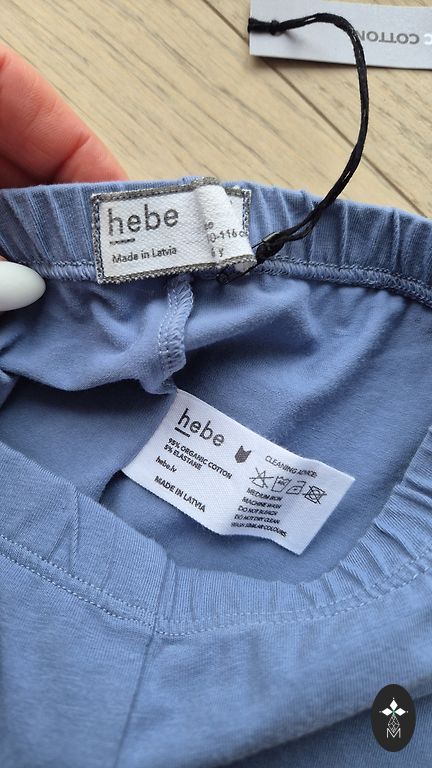 COTTON
hebe
Made in Latvia
-116 c
y
hebe
95% ORGANIC COTTON
5% ELASTANE
hebe.lv
MADE IN LATVIA
CLEANING ADVICE:
MEDIUM IRON
MACHINE WASH
DO NOT BLEACH
DO NOT DRY CLEAN
WASH SIMILAR COLOURS
M